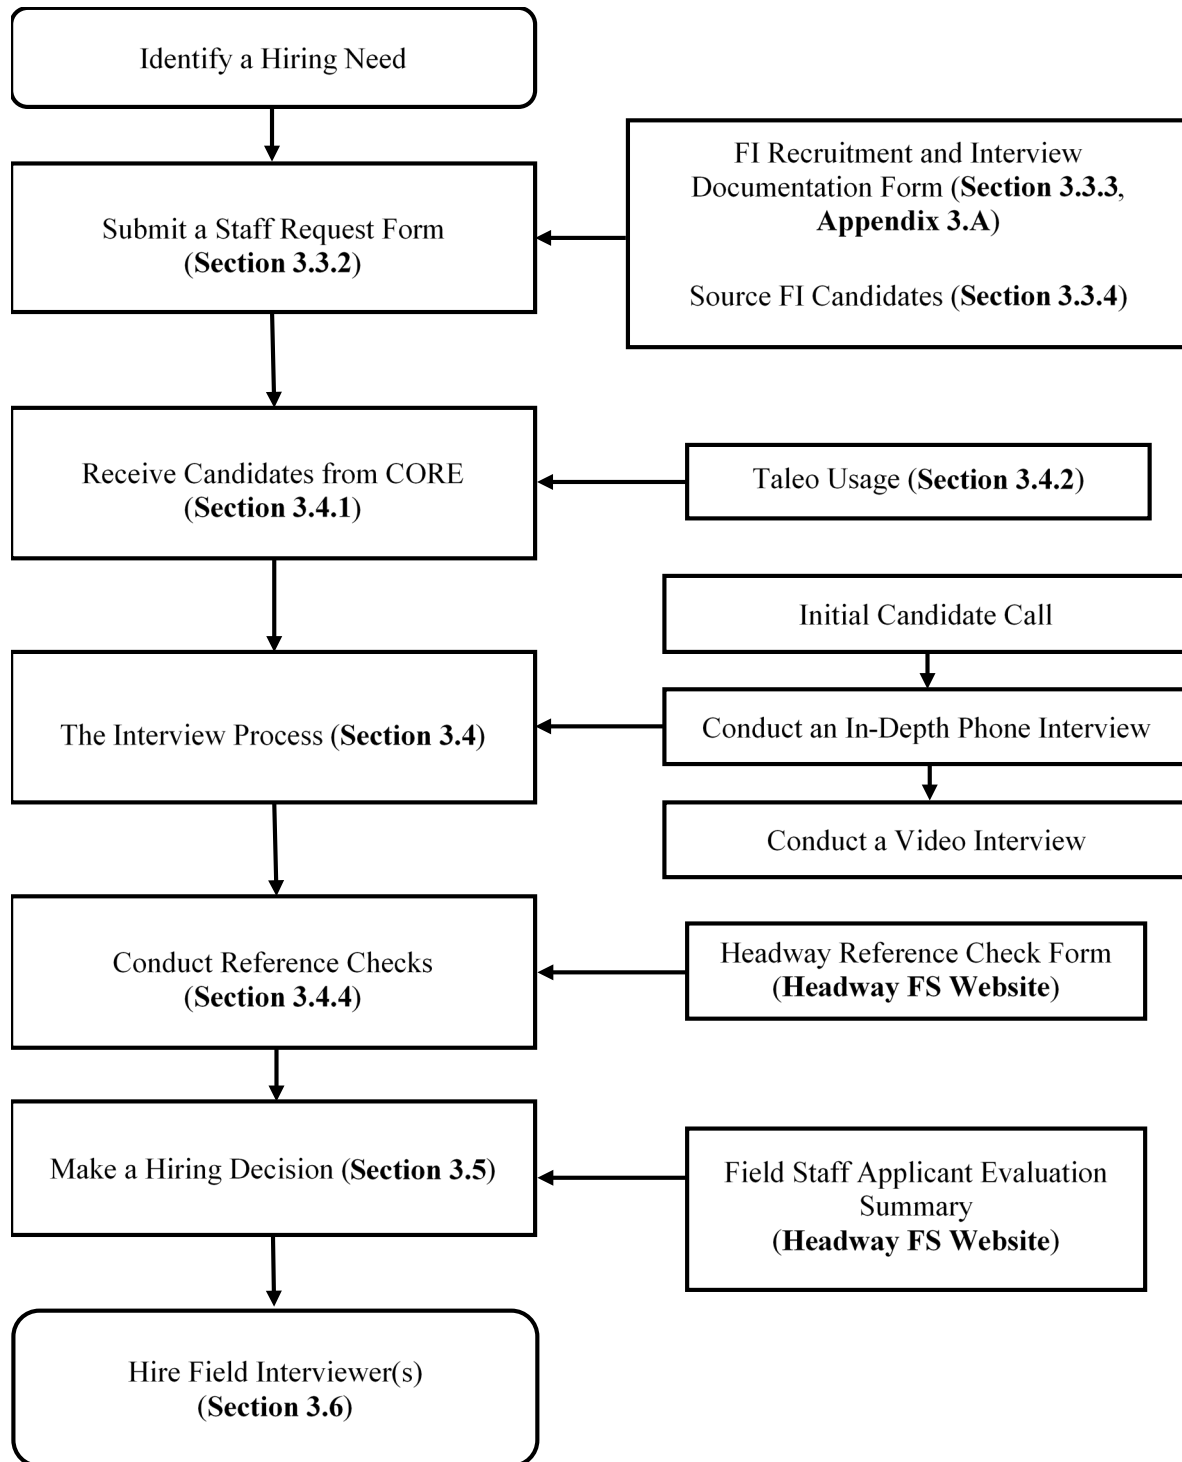 Identify a Hiring Need
FI Recruitment and Interview
Documentation Form (Section 3.3.3,
Appendix 3.A)
Source FI Candidates (Section 3.3.4)
Submit a Staff Request Form
(Section 3.3.2)
Receive Candidates from CORE
(Section 3.4.1)
Taleo Usage (Section 3.4.2)
Initial Candidate Call
The Interview Process (Section 3.4)
Conduct an In-Depth Phone Interview
Conduct a Video Interview
Conduct Reference Checks
(Section 3.4.4)
Headway Reference Check Form
(Headway FS Website)
Make a Hiring Decision (Section 3.5)
Field Staff Applicant Evaluation
Summary
(Headway FS Website)
Hire Field Interviewer(s)
(Section 3.6)